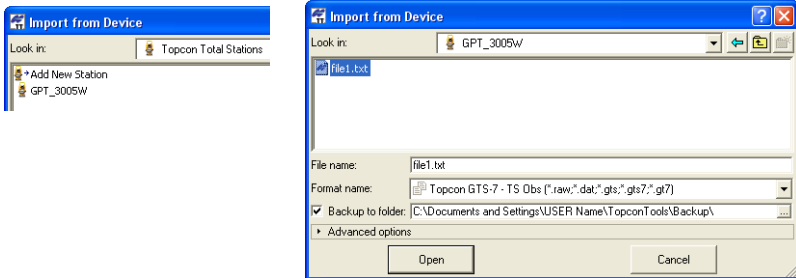 Import from Device
Look in: Topcon Total Stations
Add New Station
GPT_3005W
Import from Device
Look in: GPT_3005W
file1.txt
File name: file1.txt
Format name: Topcon GTS-7 - TS Obs (*.raw;*.dat;*.gts;*.gts7;*.gt7)
Backup to folder: C:\Documents and Settings\USER Name\TopconTools\Backup\ ...
Advanced options
Open Cancel